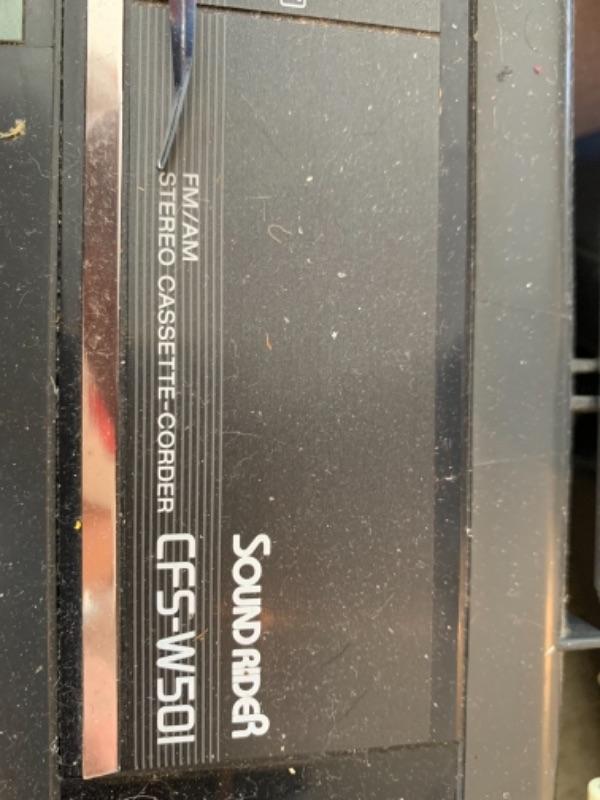 SOUND RIDER
FM/AM
STEREO CASSETTE-CORDER CFS-W501